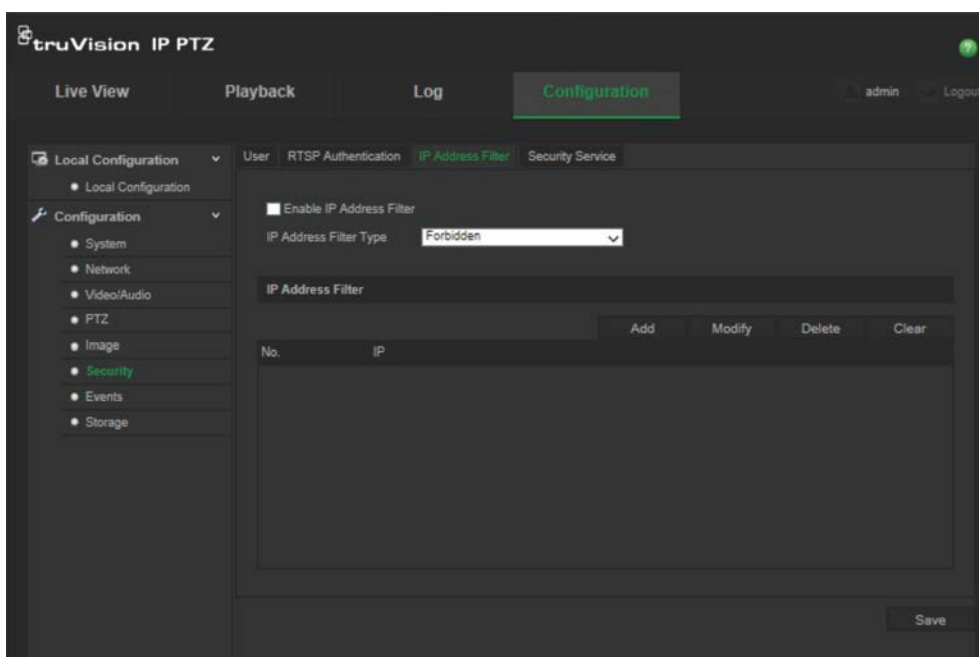 truVision IP PTZ
?
Live View Playback Log Configuration admin Logou
Local Configuration
Local Configuration
Configuration
System
Network
Video/Audio
PTZ
Image
Security
Events
Storage
User RTSP Authentication IP Address Filter Security Service
Enable IP Address Filter
IP Address Filter Type Forbidden
IP Address Filter
Add Modify Delete Clear
No. IP
Save